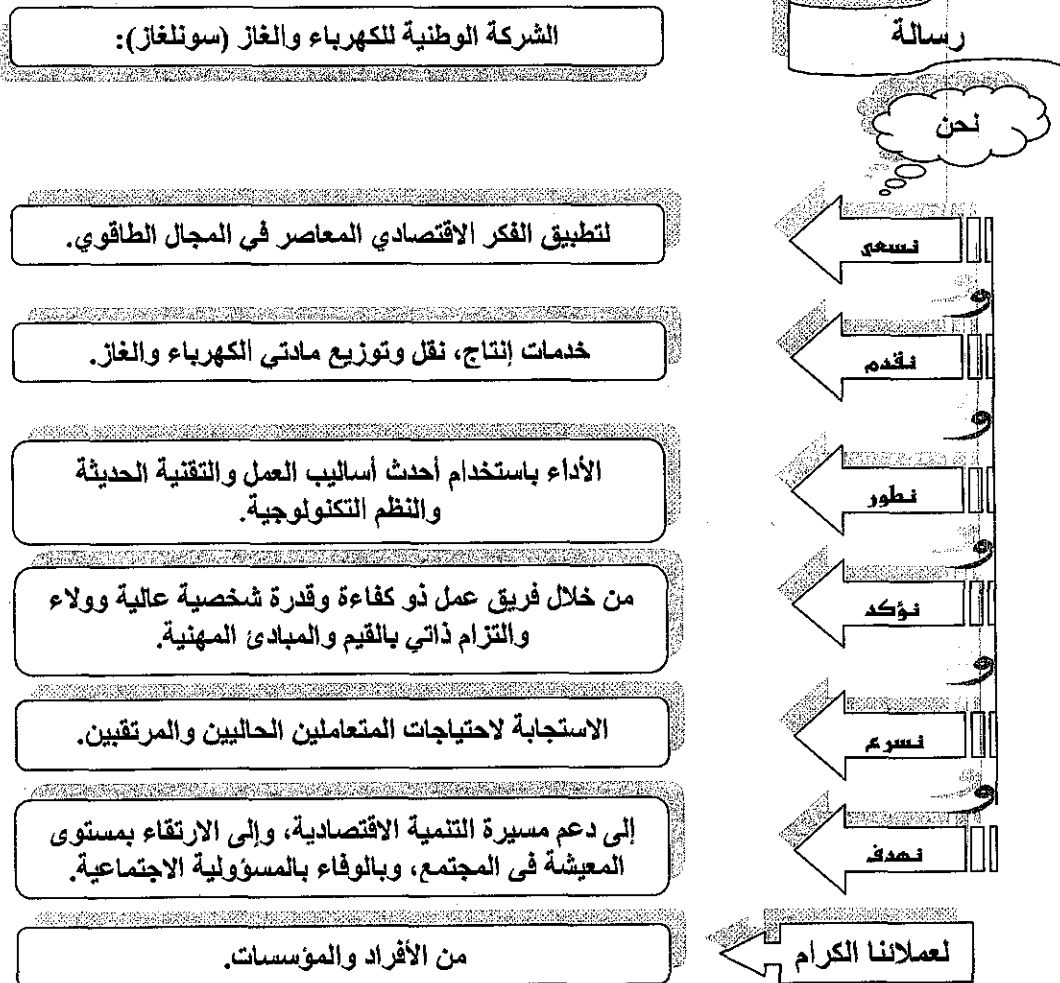 رسالة
الشركة الوطنية للكهرباء والغاز (سونلغاز):
نحن
نسعى
لتطبيق الفكر الاقتصادي المعاصر في المجال الطاقوي.
و
نقدم
خدمات إنتاج، نقل وتوزيع مادتي الكهرباء والغاز.
و
نطور
الأداء باستخدام أحدث أساليب العمل والتقنية الحديثة
والنظم التكنولوجية.
و
نؤكد
من خلال فريق عمل ذو كفاءة وقدرة شخصية عالية وولاء
والتزام ذاتي بالقيم والمبادئ المهنية.
و
نسرع
الاستجابة لاحتياجات المتعاملين الحاليين والمرتقبين.
و
نهدف
إلى دعم مسيرة التنمية الاقتصادية، وإلى الارتقاء بمستوى
المعيشة في المجتمع، وبالوفاء بالمسؤولية الاجتماعية.
لعملائنا الكرام
من الأفراد والمؤسسات.